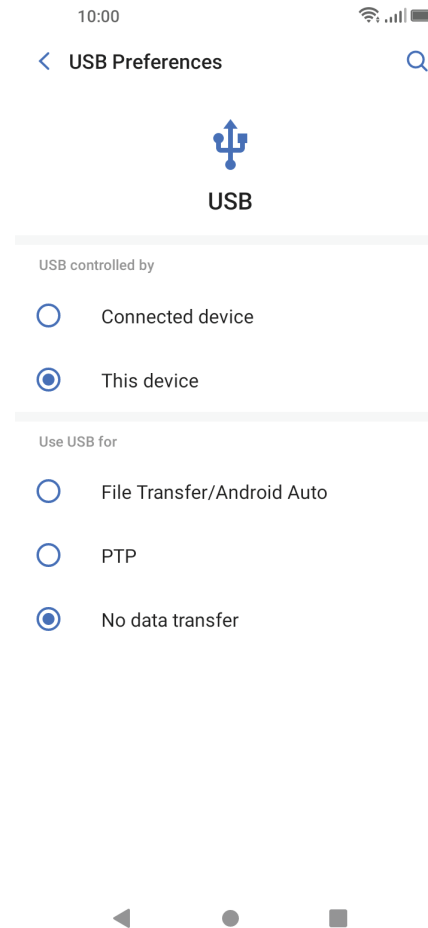 10:00
USB Preferences
USB
USB controlled by
Connected device
This device
Use USB for
File Transfer/Android Auto
PTP
No data transfer